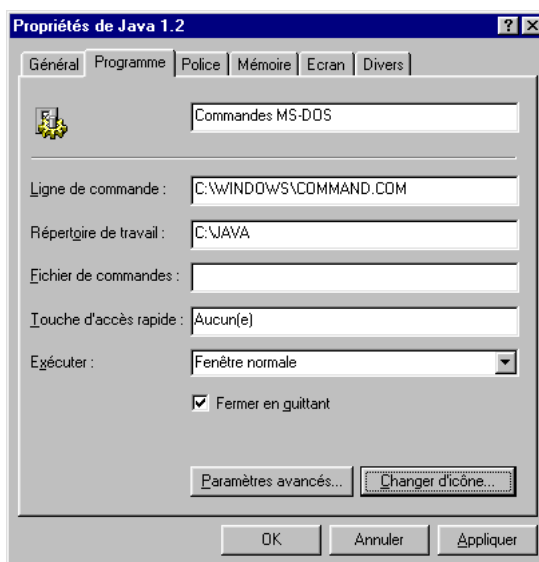 Propriétés de Java 1.2
Général Programme Police Mémoire Ecran Divers
Commandes MS-DOS
Ligne de commande : C:\WINDOWS\COMMAND.COM
Répertoire de travail : C:\JAVA
Fichier de commandes :
Touche d'accès rapide : Aucun(e)
Exécuter : Fenêtre normale
Fermer en quittant
Paramètres avancés... Changer d'icône...
OK Annuler Appliquer